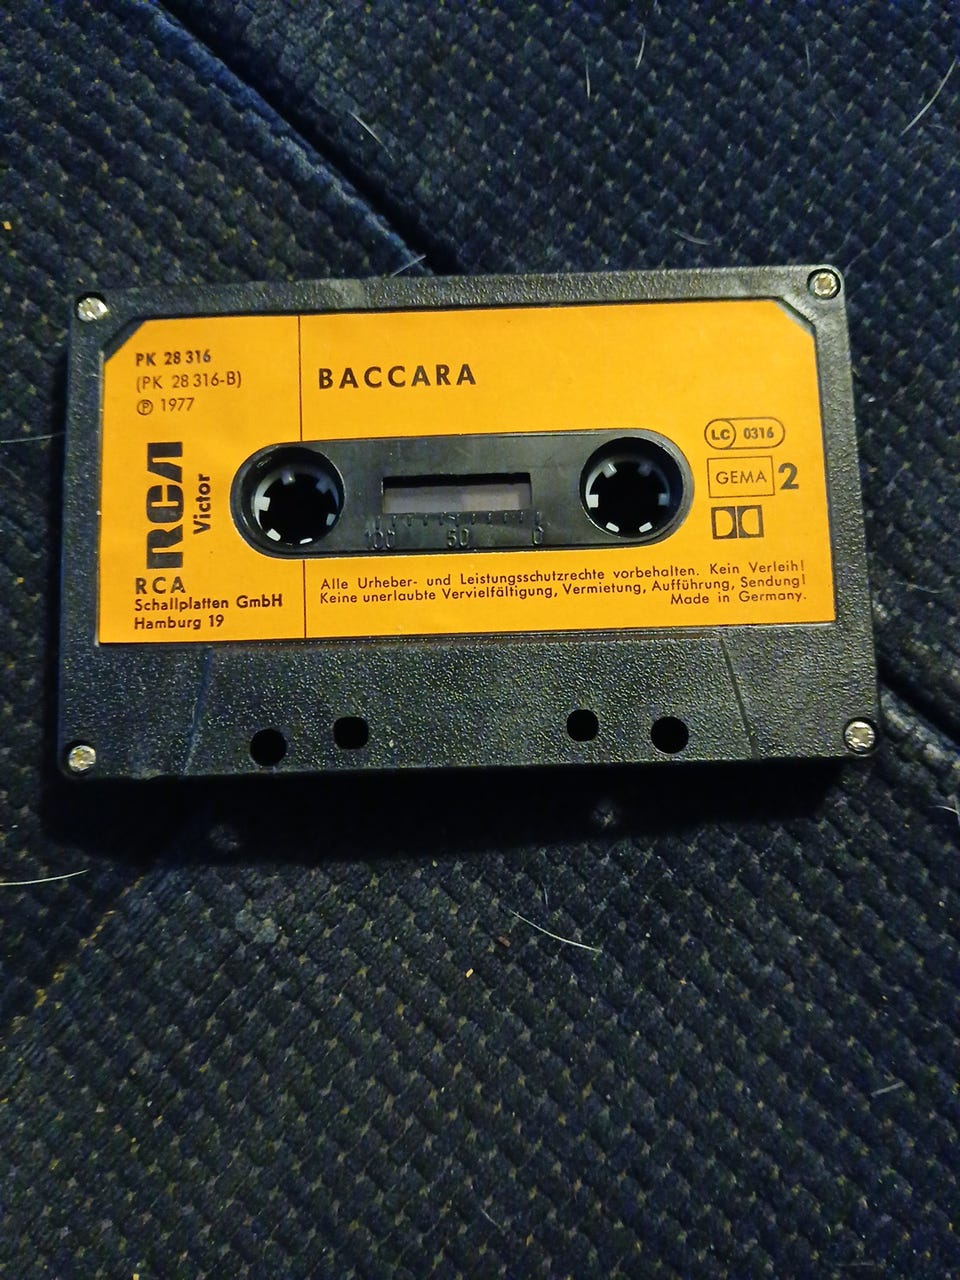 PK 28 316
(PK 28 316-B)
℗ 1977
BACCARA
LC 0316
GEMA 2
RCA
Victor
100 50 0
RCA
Schallplatten GmbH
Hamburg 19
Alle Urheber- und Leistungsschutzrechte vorbehalten. Kein Verleih!
Keine unerlaubte Vervielfältigung, Vermietung, Aufführung, Sendung!
Made in Germany.